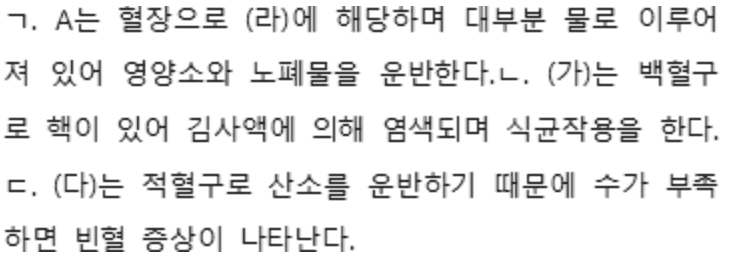 ㄱ. A는 혈장으로 (라)에 해당하며 대부분 물로 이루어
져 있어 영양소와 노폐물을 운반한다.ㄴ. (가)는 백혈구
로 핵이 있어 김사액에 의해 염색되며 식균작용을 한다.
ㄷ. (다)는 적혈구로 산소를 운반하기 때문에 수가 부족
하면 빈혈 증상이 나타난다.